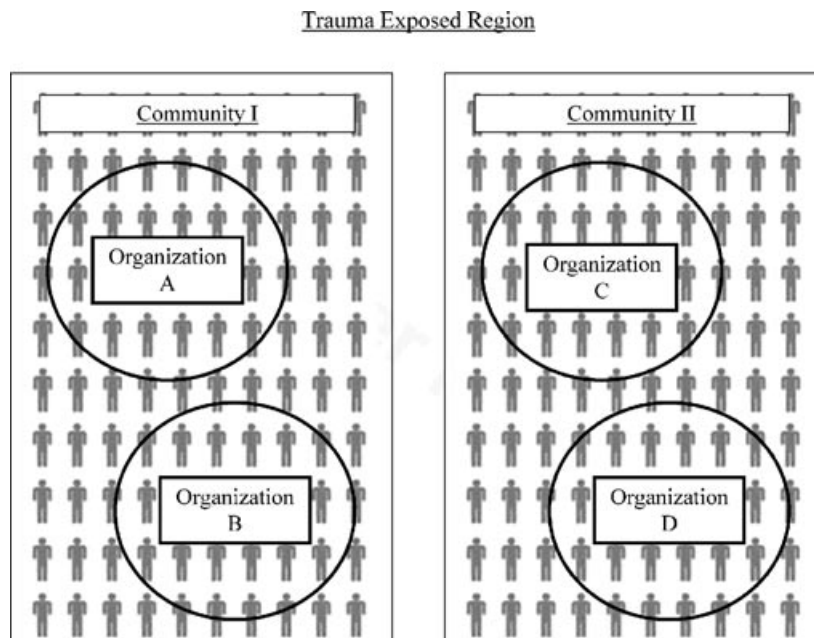 Trauma Exposed Region
Community I
Community II
Organization
A
Organization
C
Organization
B
Organization
D